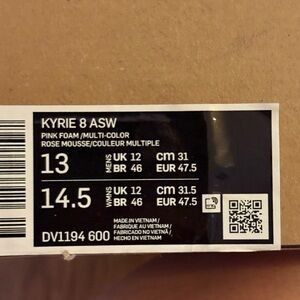 KYRIE 8 ASW
PINK FOAM /MULTI-COLOR
ROSE MOUSSE/COULEUR MULTIPLE
13 MENS UK 12 CM 31
BR 46 EUR 47.5
14.5 WMNS UK 12 CM 31.5
BR 46 EUR 47.5
MADE IN VIETNAM /
FABRIQUE AU VIETNAM /
FABRICADO NO VIETNÃ /
HECHO EN VIETNAM
DV1194 600